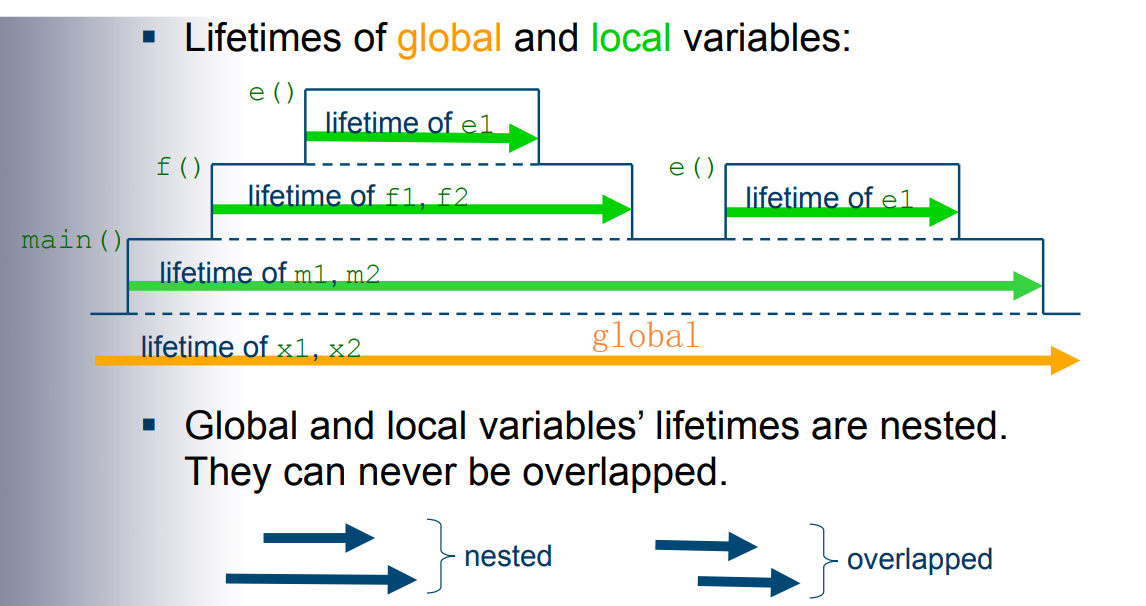 ▪ Lifetimes of global and local variables:
e()
lifetime of e1
f()
e()
lifetime of f1, f2
lifetime of e1
main()
lifetime of m1, m2
global
lifetime of x1, x2
▪ Global and local variables’ lifetimes are nested.
They can never be overlapped.
nested
overlapped